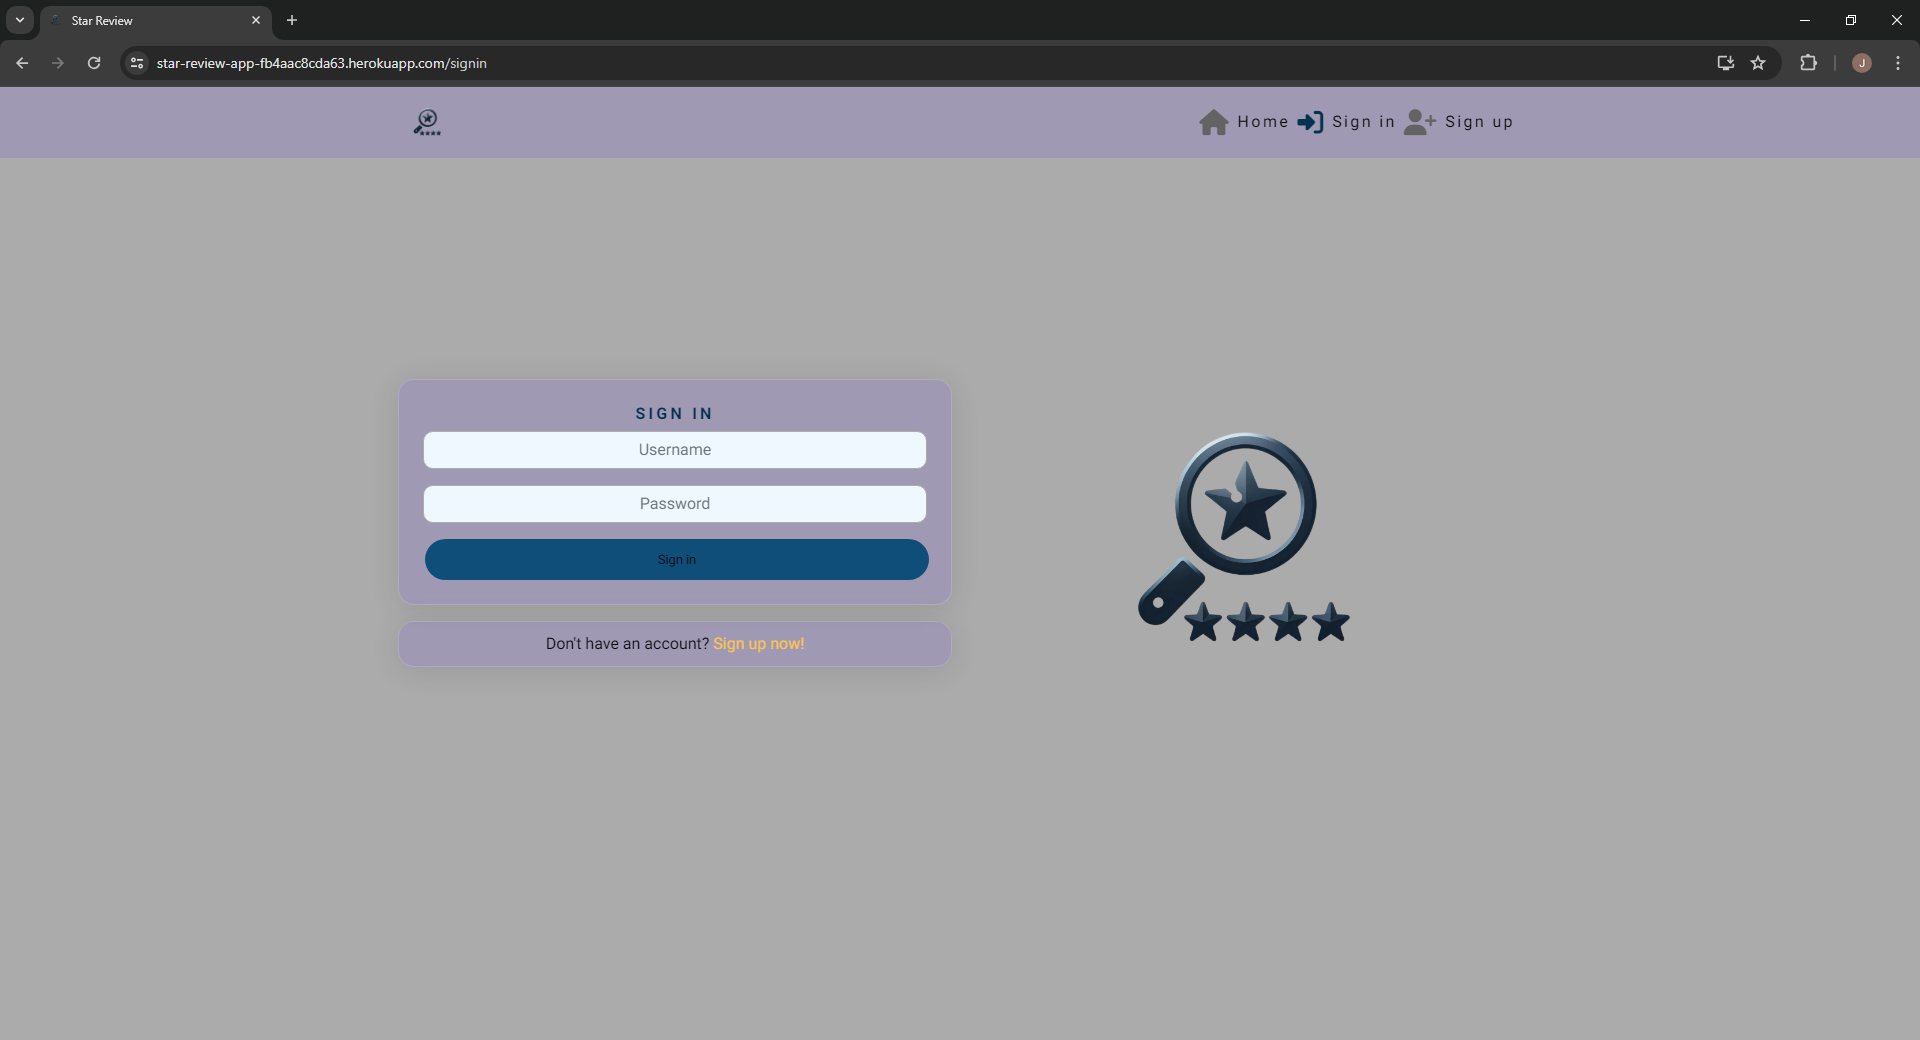 Star Review
star-review-app-fb4aac8cda63.herokuapp.com/signin
J
Home Sign in Sign up
SIGN IN
Username
Password
Sign in
Don't have an account? Sign up now!